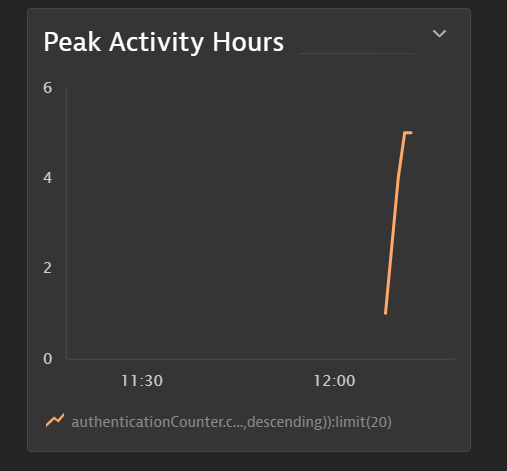 Peak Activity Hours
6
4
2
0
11:30 12:00
authenticationCounter.c...,descending)):limit(20)